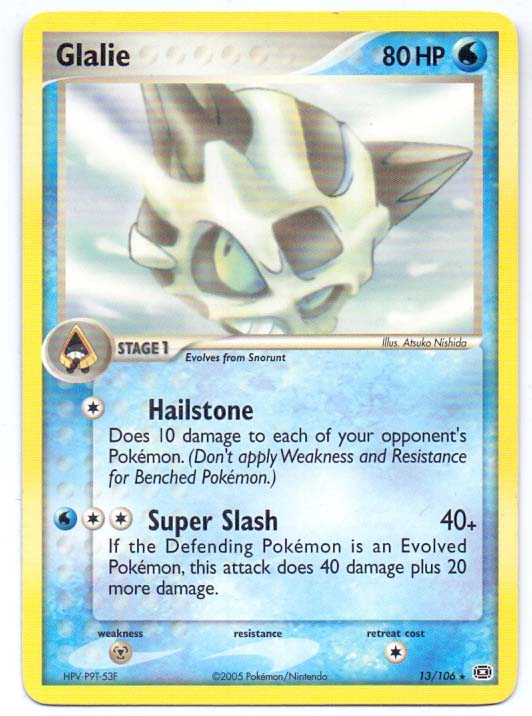 Glalie
80 HP
Illus. Atsuko Nishida
STAGE 1
Evolves from Snorunt
Hailstone
Does 10 damage to each of your opponent's
Pokémon. (Don't apply Weakness and Resistance
for Benched Pokémon.)
Super Slash 40+
If the Defending Pokémon is an Evolved
Pokémon, this attack does 40 damage plus 20
more damage.
weakness resistance retreat cost
HPV-P9T-53F ©2005 Pokémon/Nintendo 13/106 ★